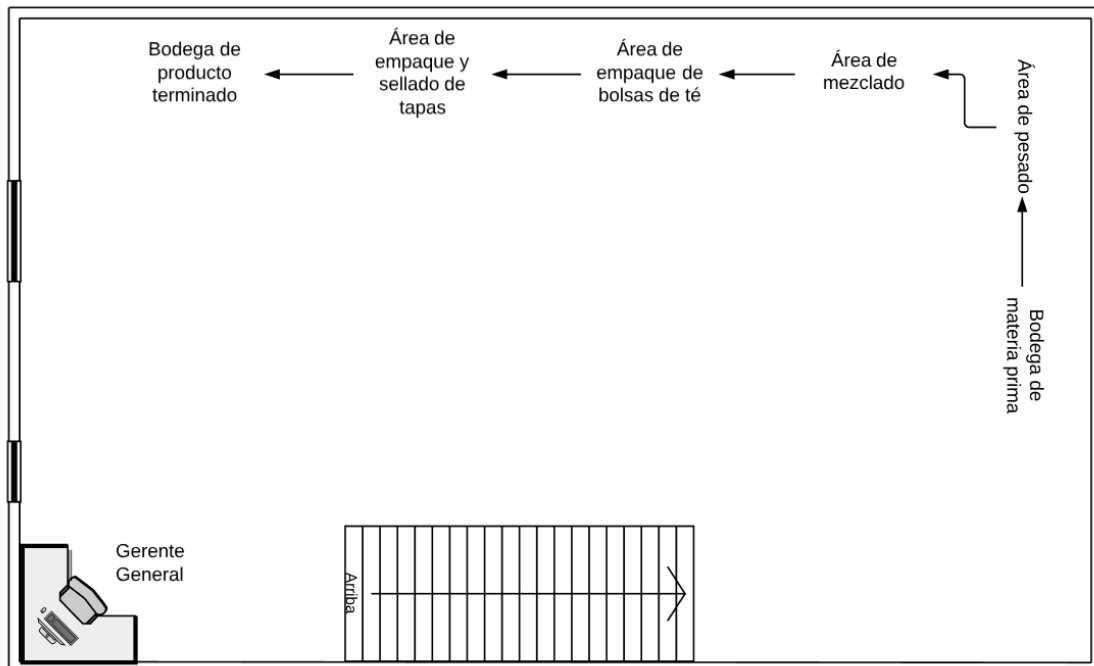 Bodega de
producto
terminado
Área de
empaque y
sellado de
tapas
Área de
empaque de
bolsas de té
Área de
mezclado
Área de pesado
Bodega de
materia prima
Gerente
General
Arriba